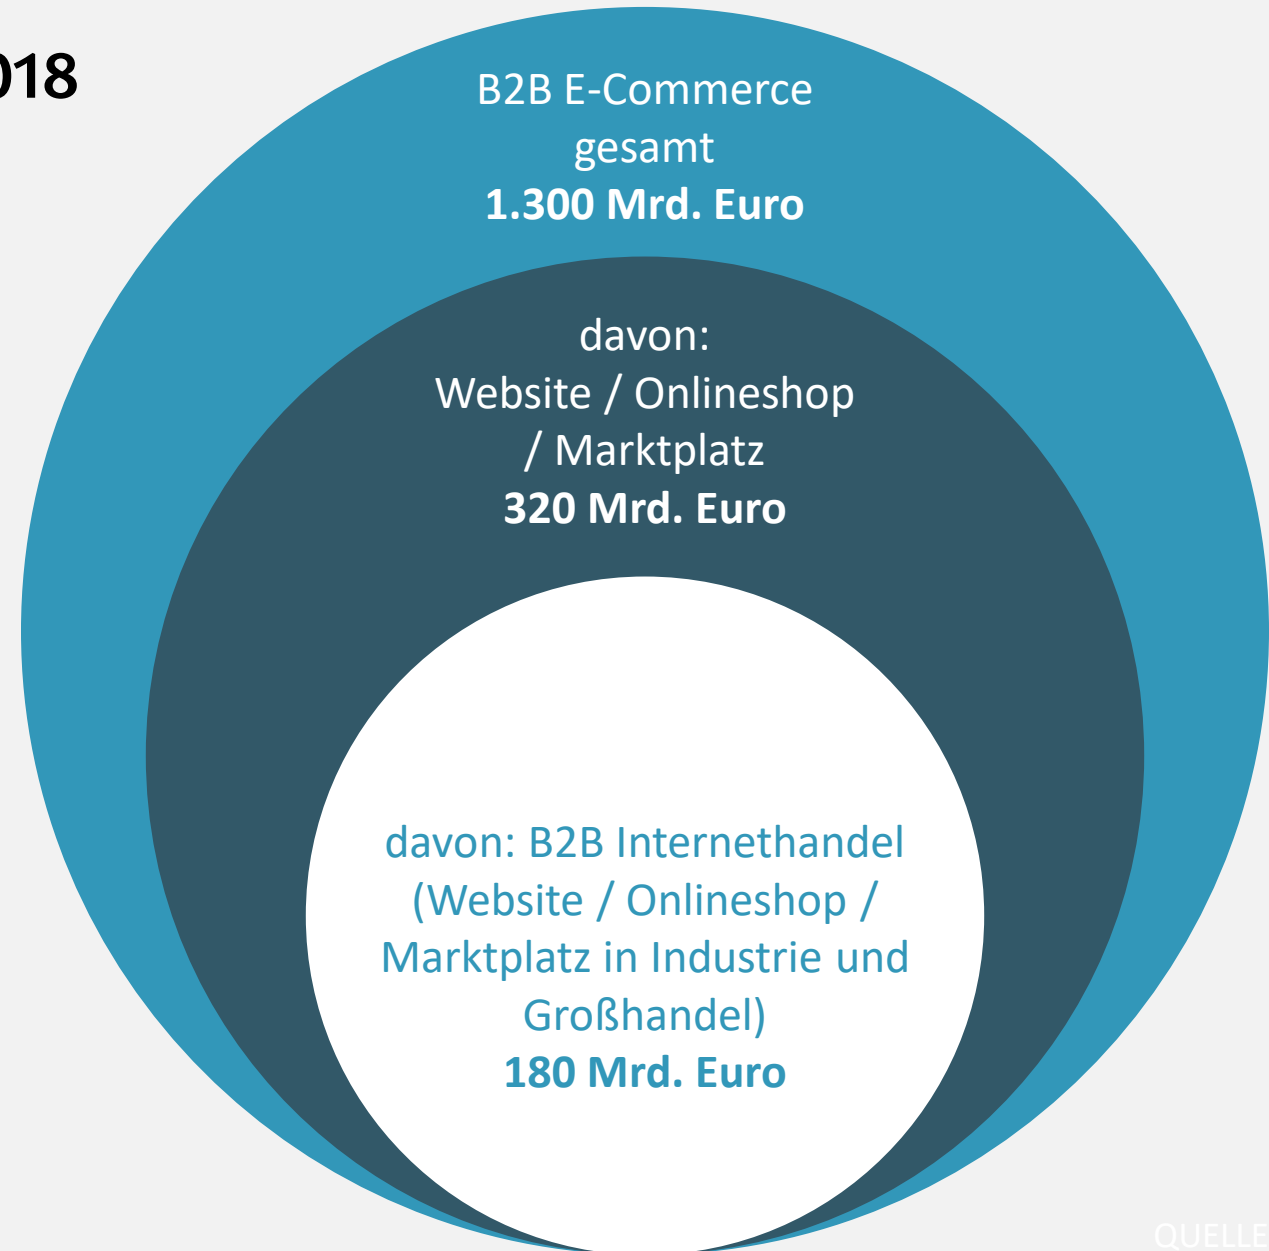 018
B2B E-Commerce
gesamt
1.300 Mrd. Euro
davon:
Website / Onlineshop
/ Marktplatz
320 Mrd. Euro
davon: B2B Internethandel
(Website / Onlineshop /
Marktplatz in Industrie und
Großhandel)
180 Mrd. Euro
QUELLE